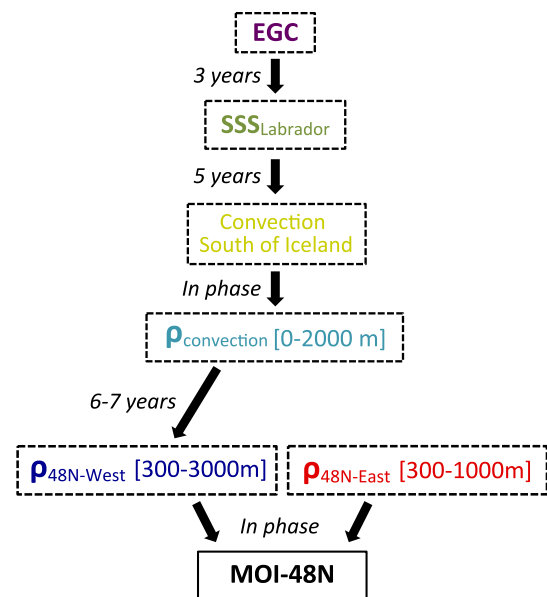 EGC
3 years
SSSLabrador
5 years
Convection
South of Iceland
In phase
ρconvection [0-2000 m]
6-7 years
ρ48N-West [300-3000m]
ρ48N-East [300-1000m]
In phase
MOI-48N